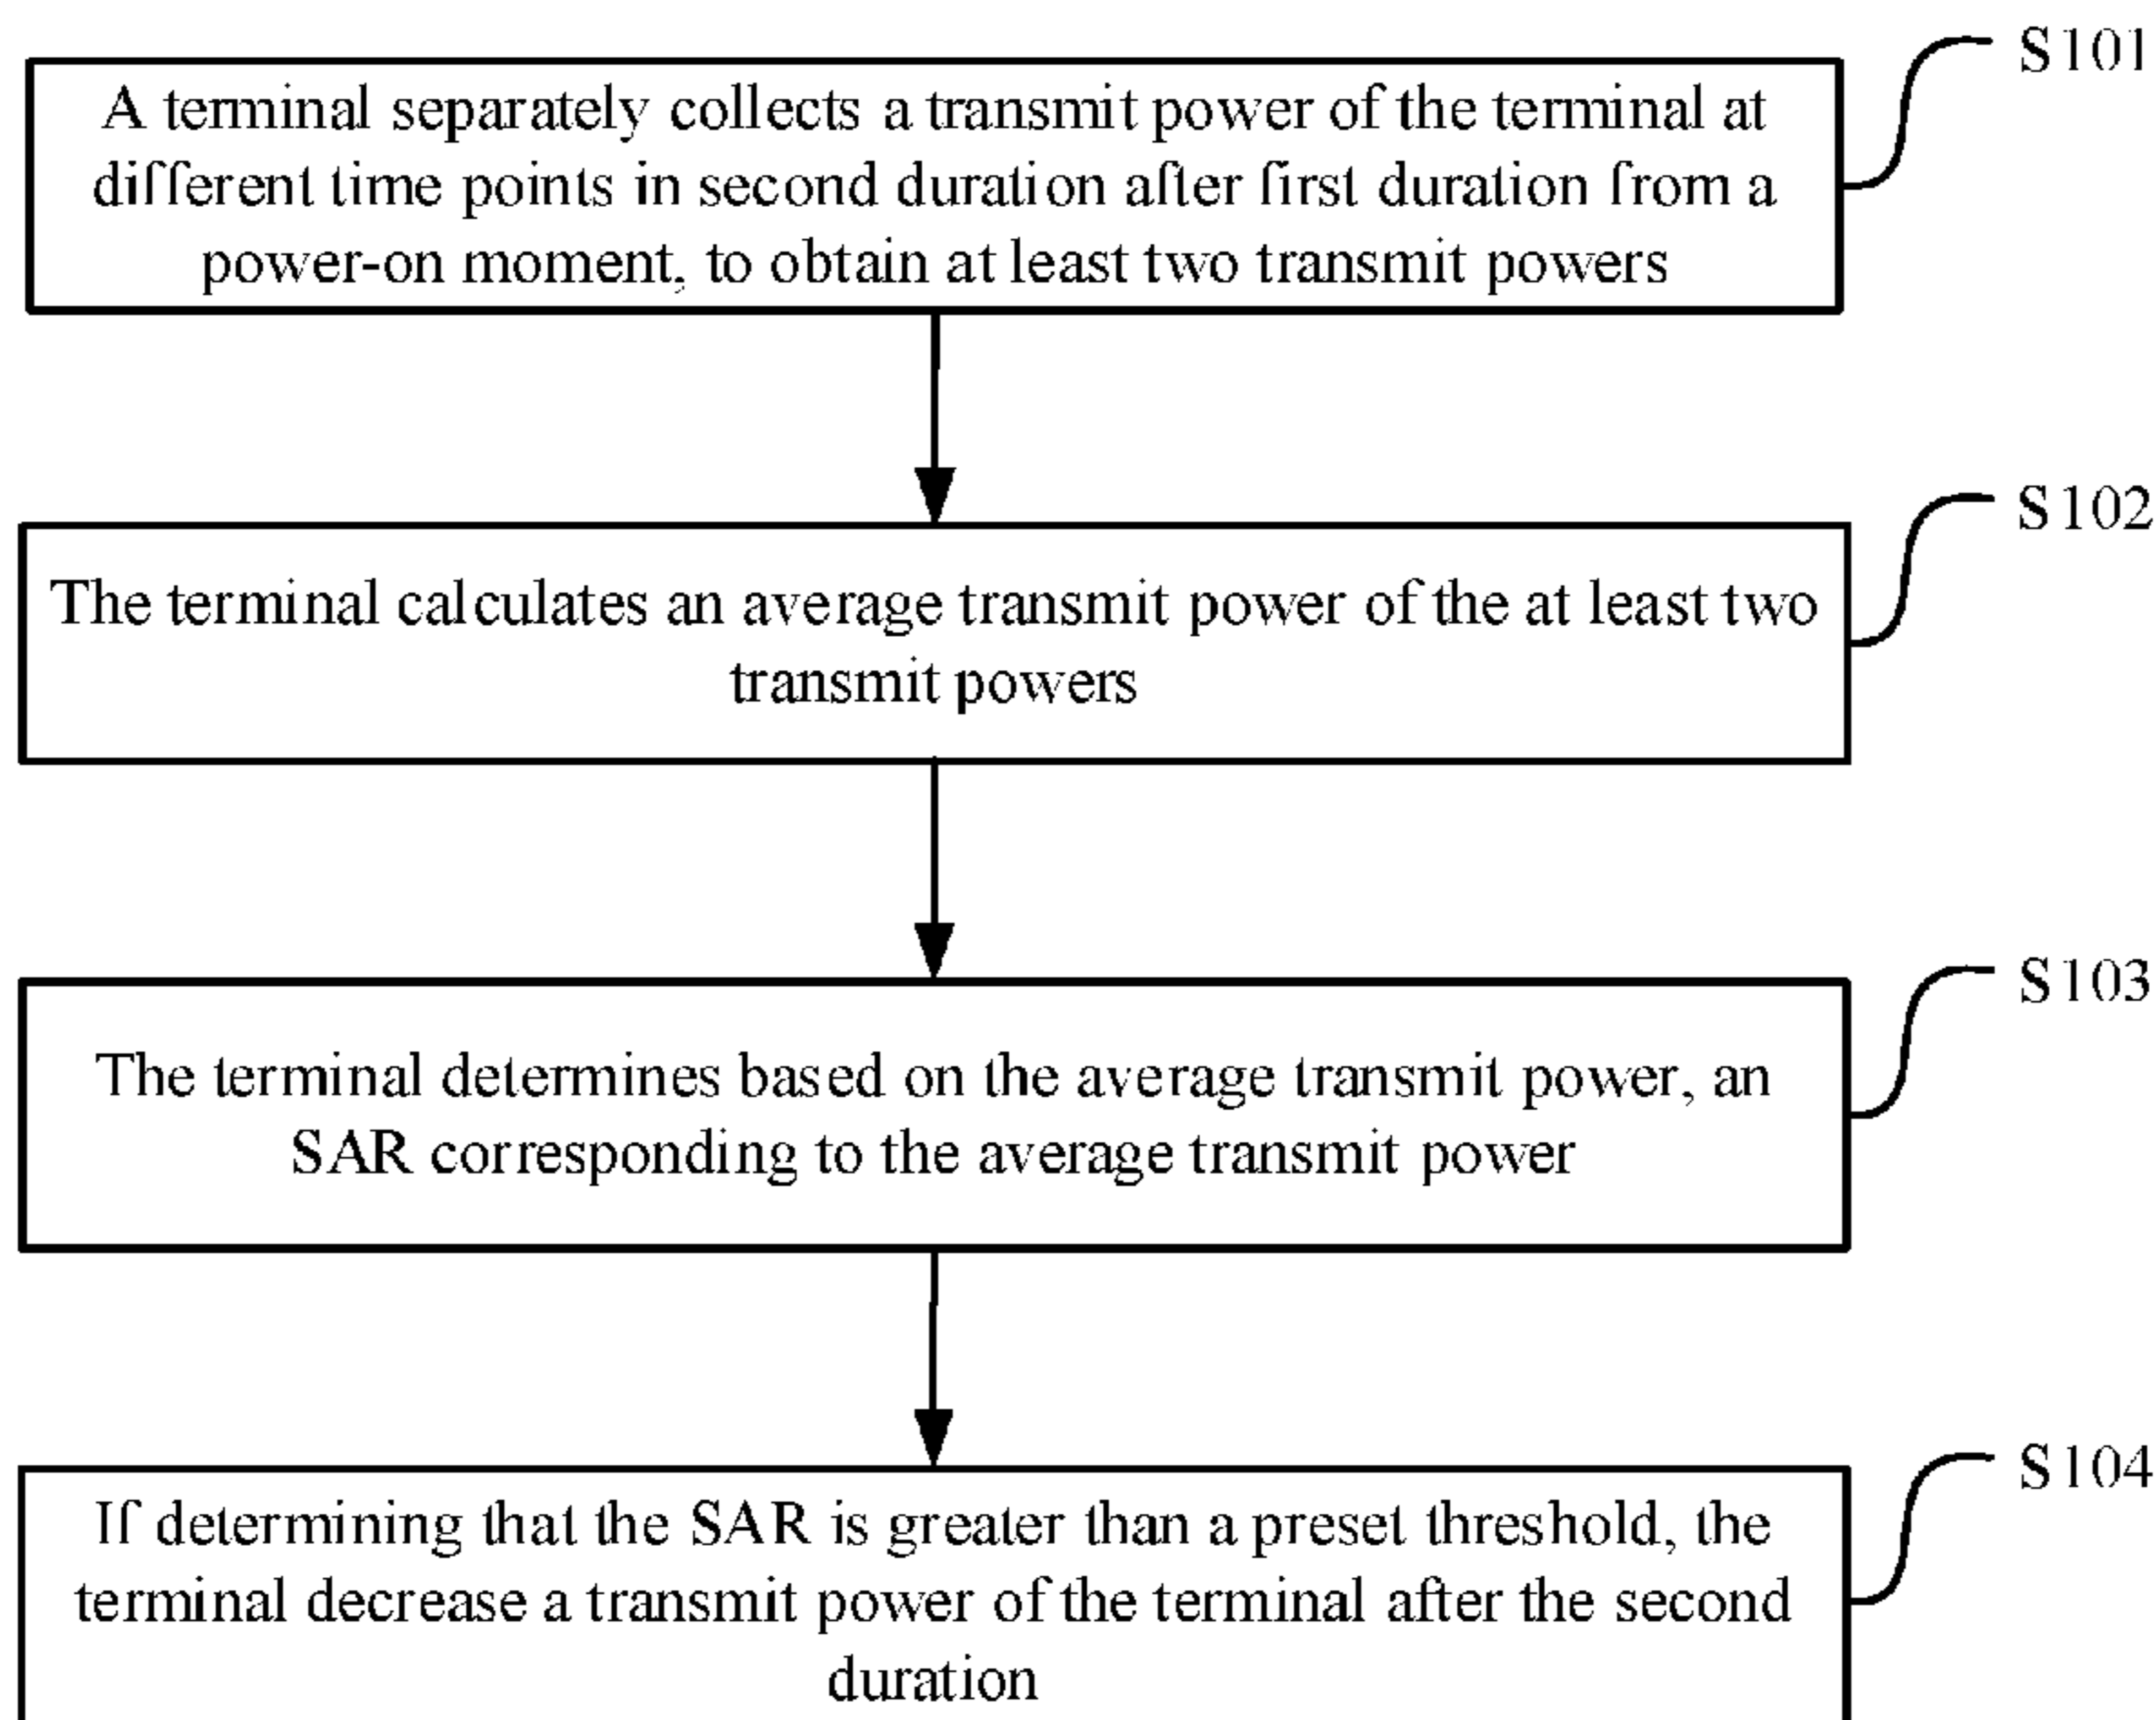 S101
A terminal separately collects a transmit power of the terminal at
different time points in second duration after first duration from a
power-on moment, to obtain at least two transmit powers
S102
The terminal calculates an average transmit power of the at least two
transmit powers
S103
The terminal determines based on the average transmit power, an
SAR corresponding to the average transmit power
S104
If determining that the SAR is greater than a preset threshold, the
terminal decrease a transmit power of the terminal after the second
duration